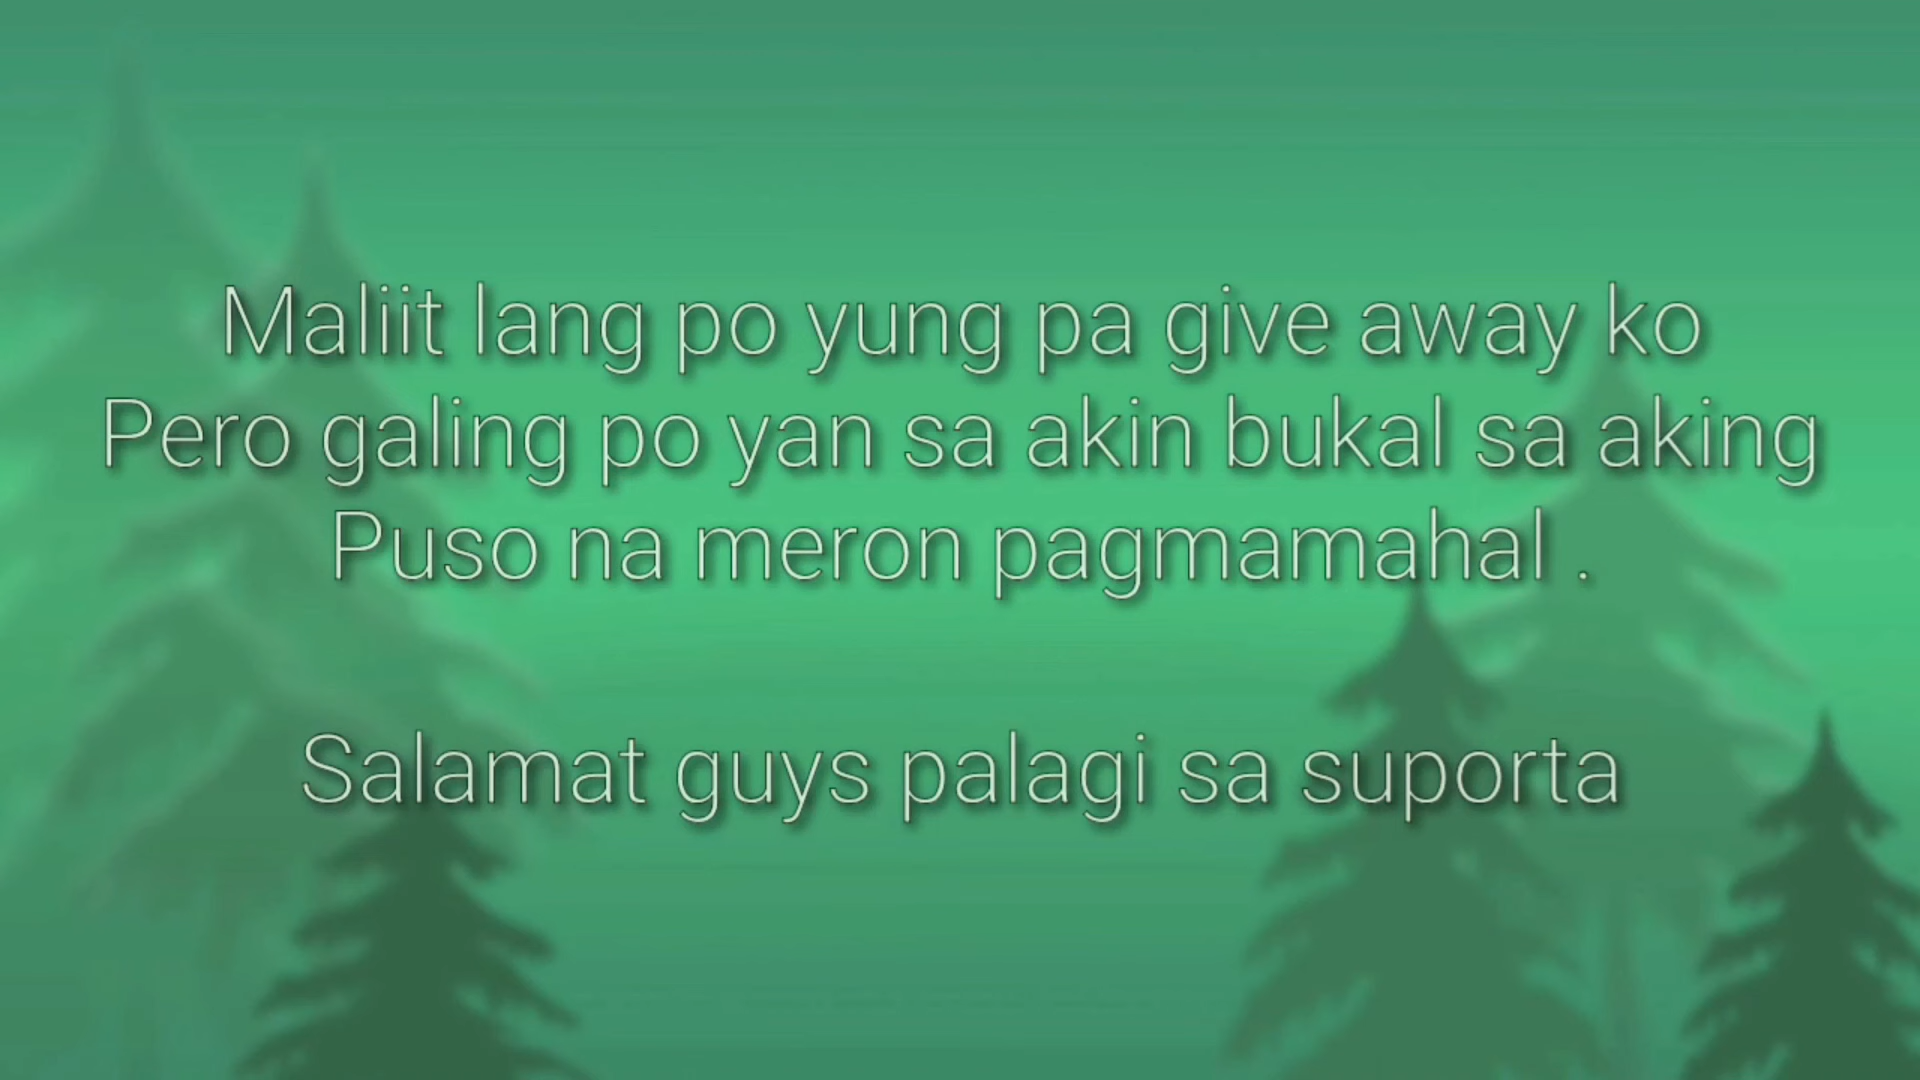 Maliit lang po yung pa give away ko
Pero galing po yan sa akin bukal sa aking
Puso na meron pagmamahal .
Salamat guys palagi sa suporta